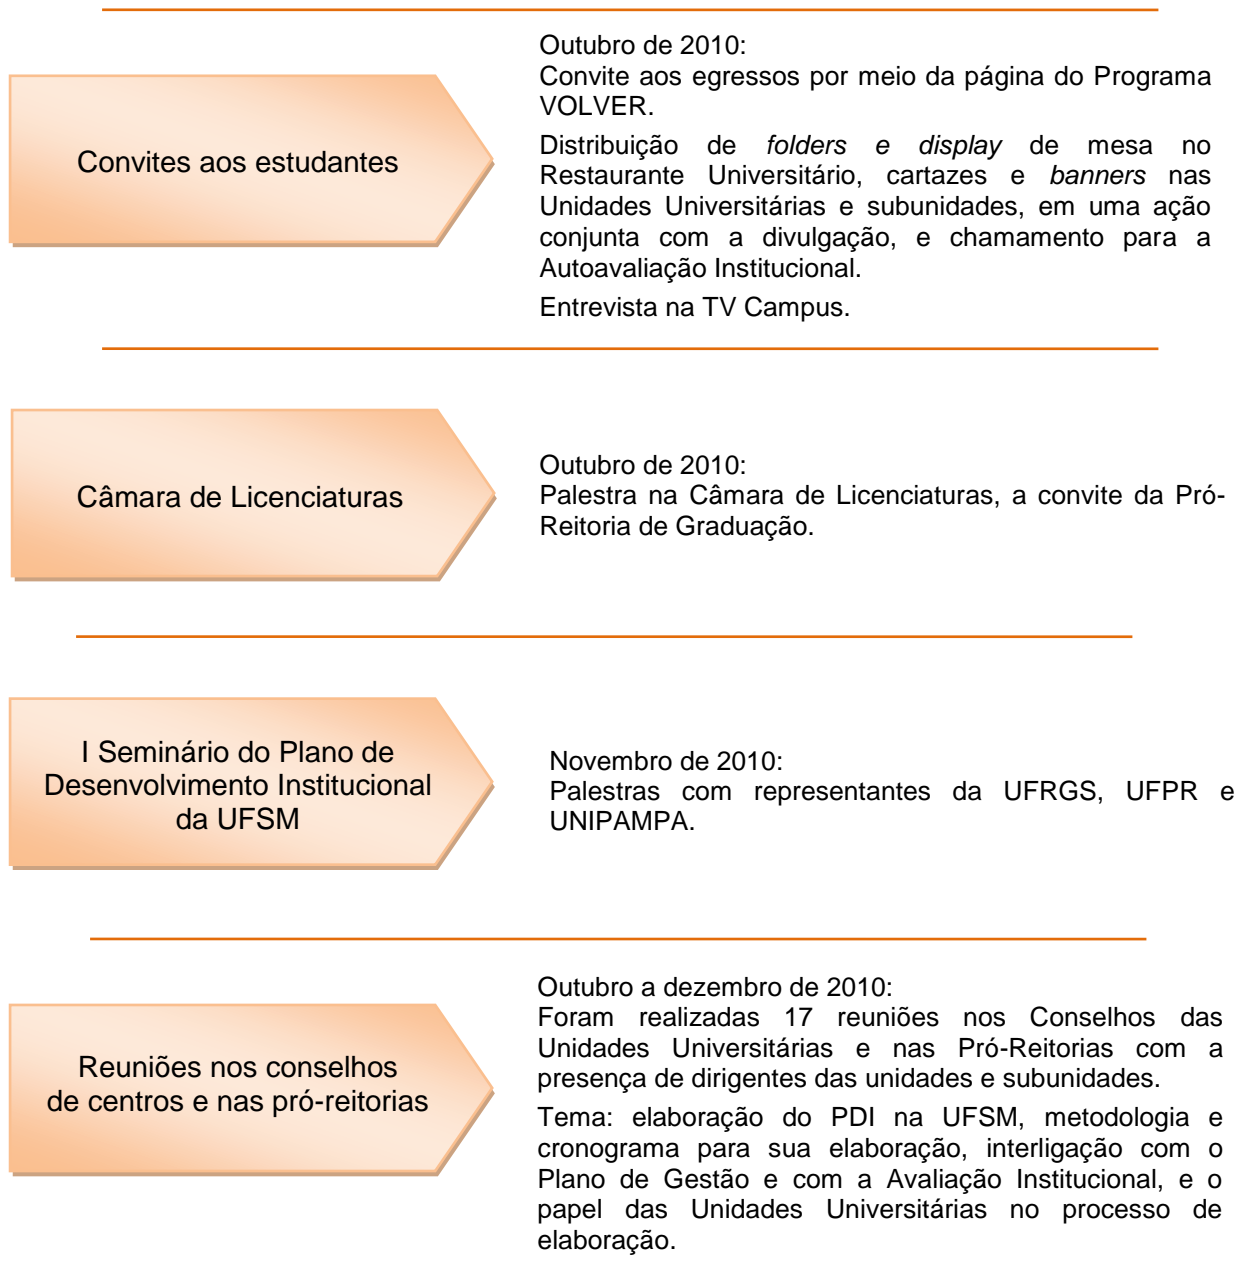 Convites aos estudantes
Outubro de 2010:
Convite aos egressos por meio da página do Programa
VOLVER.
Distribuição de folders e display de mesa no
Restaurante Universitário, cartazes e banners nas
Unidades Universitárias e subunidades, em uma ação
conjunta com a divulgação, e chamamento para a
Autoavaliação Institucional.
Entrevista na TV Campus.
Câmara de Licenciaturas
Outubro de 2010:
Palestra na Câmara de Licenciaturas, a convite da Pró-
Reitoria de Graduação.
I Seminário do Plano de
Desenvolvimento Institucional
da UFSM
Novembro de 2010:
Palestras com representantes da UFRGS, UFPR e
UNIPAMPA.
Reuniões nos conselhos
de centros e nas pró-reitorias
Outubro a dezembro de 2010:
Foram realizadas 17 reuniões nos Conselhos das
Unidades Universitárias e nas Pró-Reitorias com a
presença de dirigentes das unidades e subunidades.
Tema: elaboração do PDI na UFSM, metodologia e
cronograma para sua elaboração, interligação com o
Plano de Gestão e com a Avaliação Institucional, e o
papel das Unidades Universitárias no processo de
elaboração.